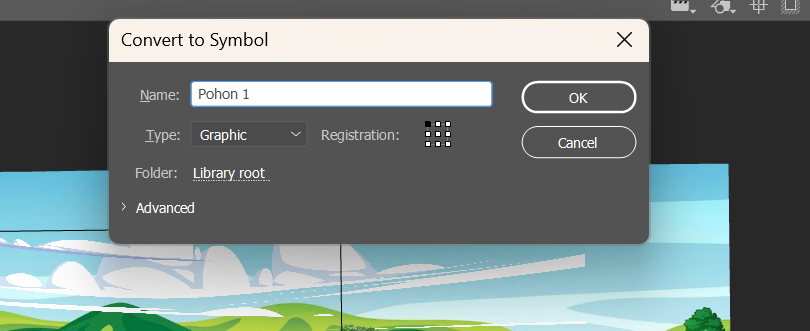 Convert to Symbol
Name: Pohon 1
OK
Type: Graphic Registration:
Cancel
Folder: Library root
Advanced